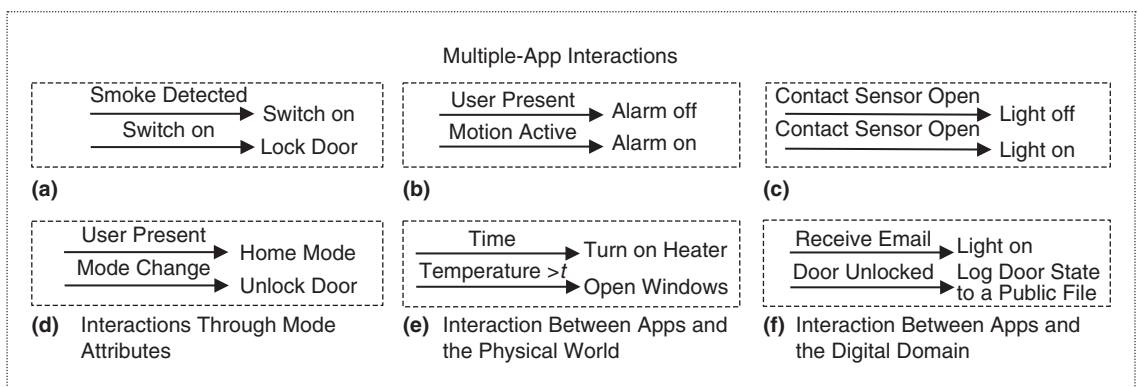 Multiple-App Interactions
Smoke Detected
Switch on
Switch on
Lock Door
(a)
User Present
Alarm off
Motion Active
Alarm on
(b)
Contact Sensor Open
Light off
Contact Sensor Open
Light on
(c)
User Present
Home Mode
Mode Change
Unlock Door
(d) Interactions Through Mode
Attributes
Time
Turn on Heater
Temperature >t
Open Windows
(e) Interaction Between Apps and
the Physical World
Receive Email
Light on
Door Unlocked
Log Door State
to a Public File
(f) Interaction Between Apps and
the Digital Domain